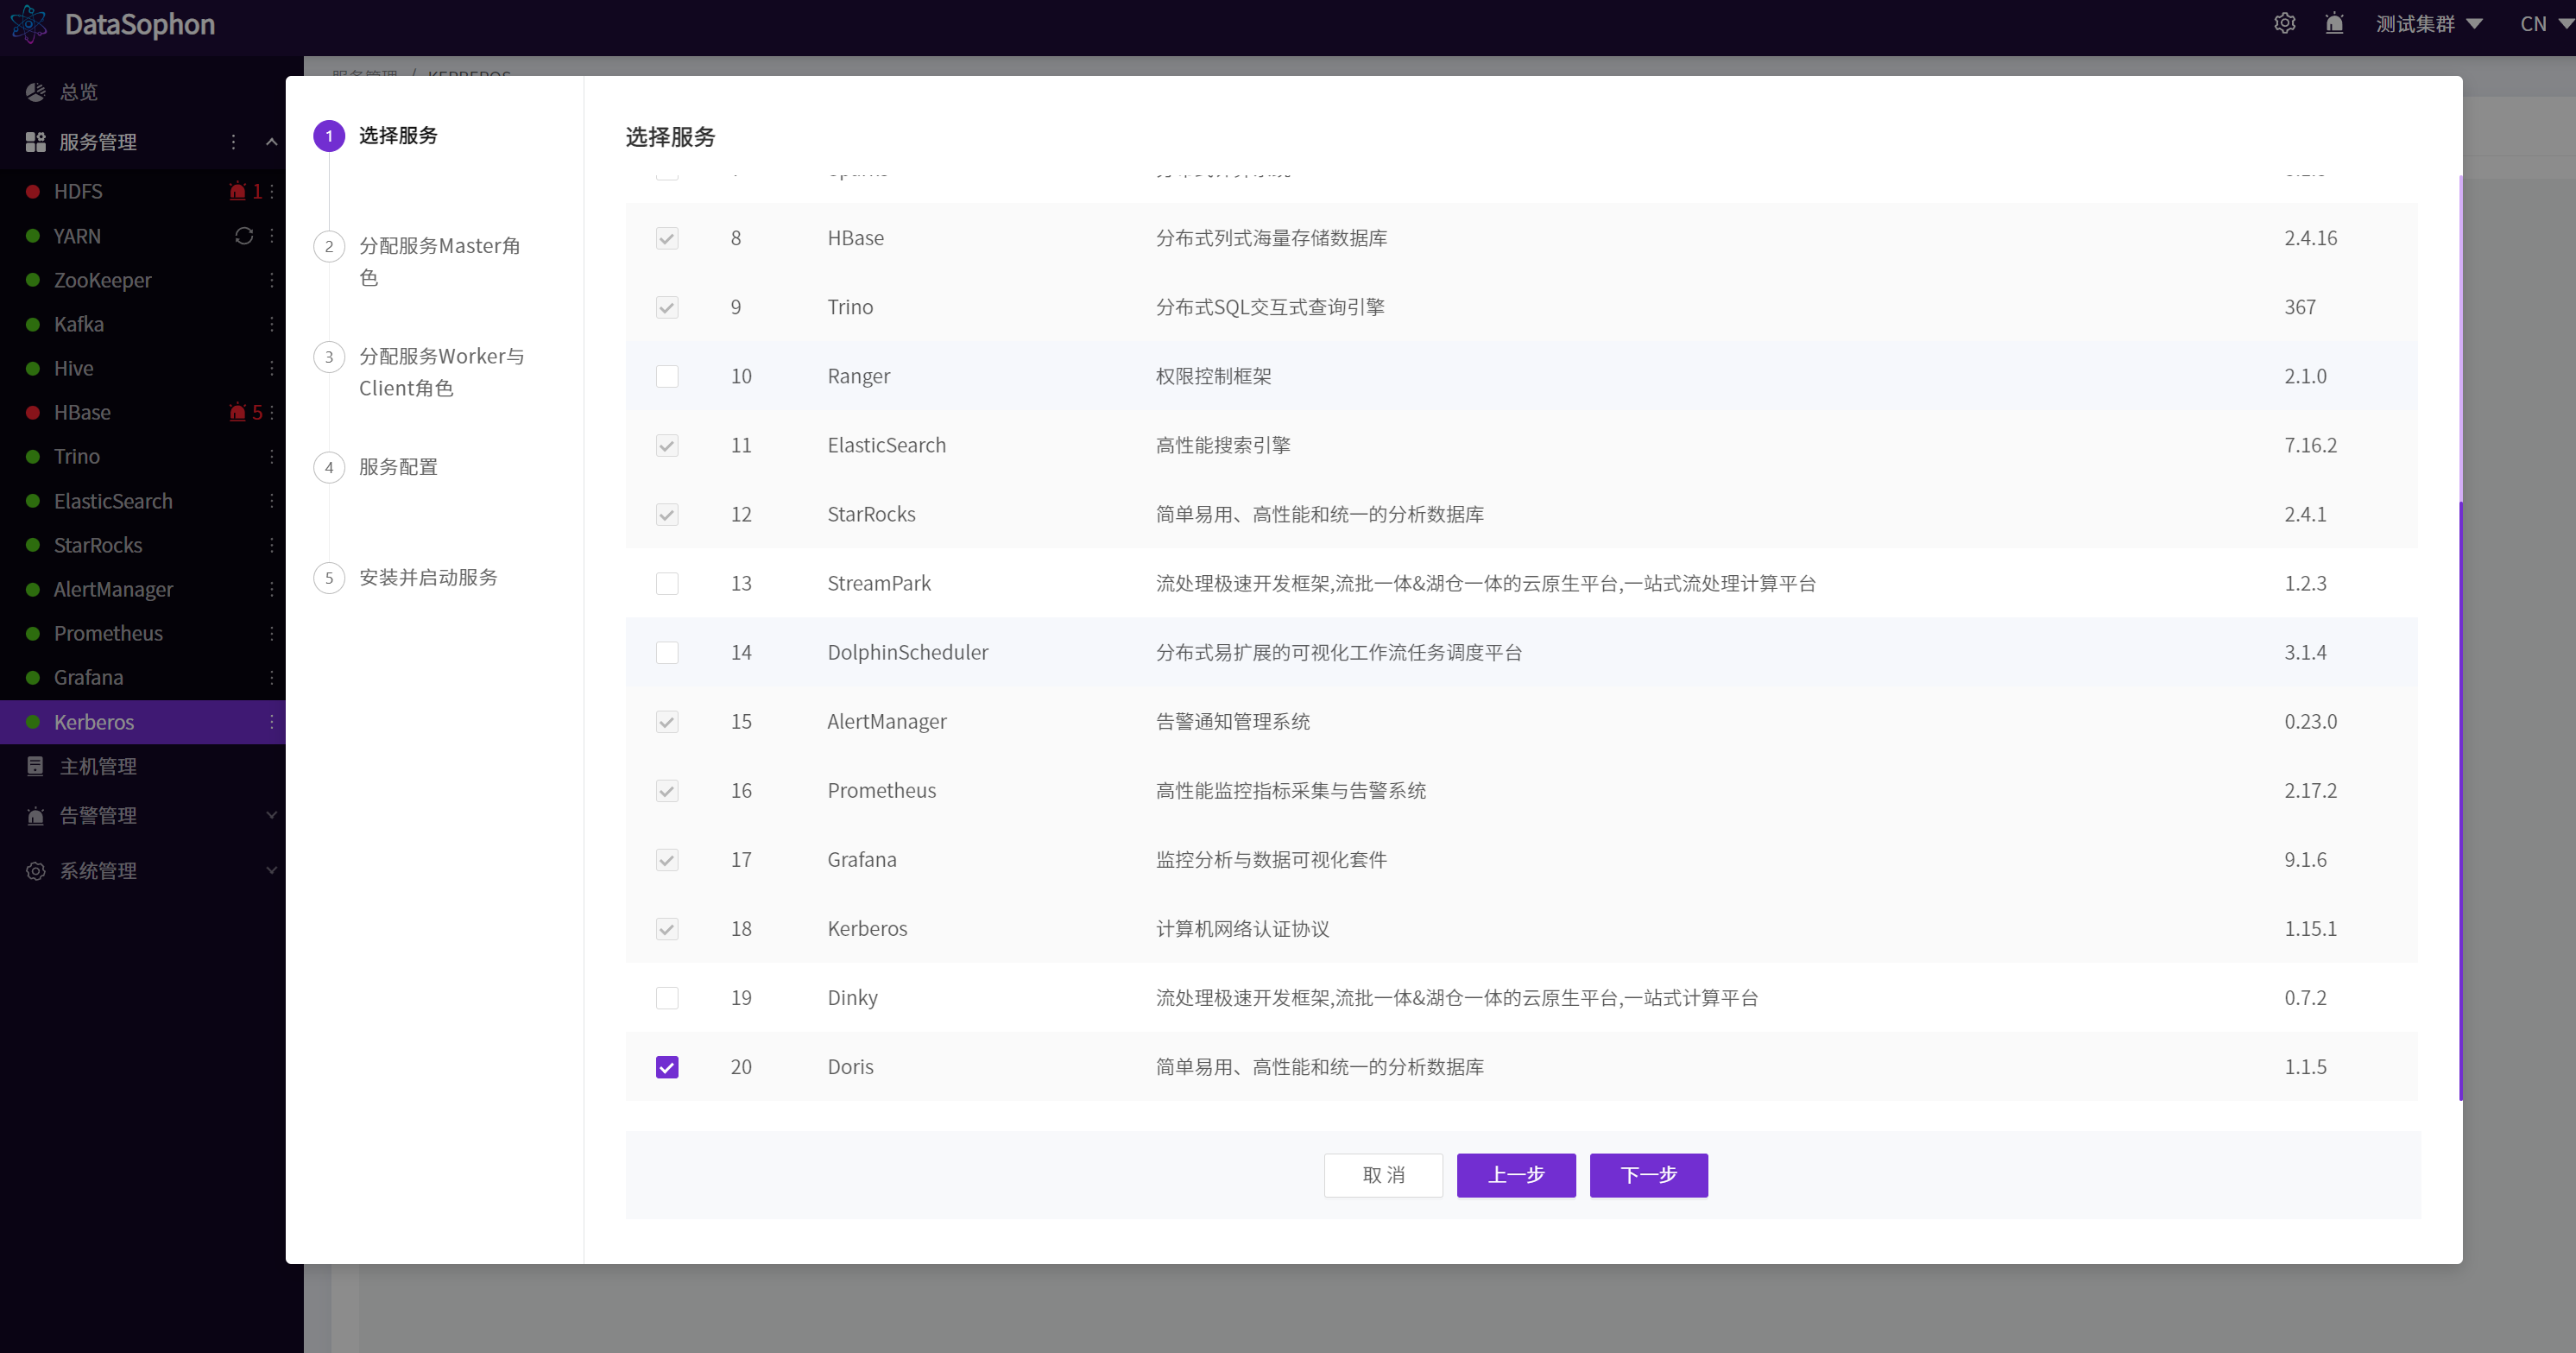 DataSophon
测试集群
CN
总览
服务管理
HDFS 1
YARN
ZooKeeper
Kafka
Hive
HBase 5
Trino
ElasticSearch
StarRocks
AlertManager
Prometheus
Grafana
Kerberos
主机管理
告警管理
系统管理
1 选择服务
2 分配服务Master角
色
3 分配服务Worker与
Client角色
4 服务配置
5 安装并启动服务
选择服务
8 HBase 分布式列式海量存储数据库 2.4.16
9 Trino 分布式SQL交互式查询引擎 367
10 Ranger 权限控制框架 2.1.0
11 ElasticSearch 高性能搜索引擎 7.16.2
12 StarRocks 简单易用、高性能和统一的分析数据库 2.4.1
13 StreamPark 流处理极速开发框架,流批一体&湖仓一体的云原生平台,一站式流处理计算平台 1.2.3
14 DolphinScheduler 分布式易扩展的可视化工作流任务调度平台 3.1.4
15 AlertManager 告警通知管理系统 0.23.0
16 Prometheus 高性能监控指标采集与告警系统 2.17.2
17 Grafana 监控分析与数据可视化套件 9.1.6
18 Kerberos 计算机网络认证协议 1.15.1
19 Dinky 流处理极速开发框架,流批一体&湖仓一体的云原生平台,一站式计算平台 0.7.2
20 Doris 简单易用、高性能和统一的分析数据库 1.1.5
取 消 上一步 下一步